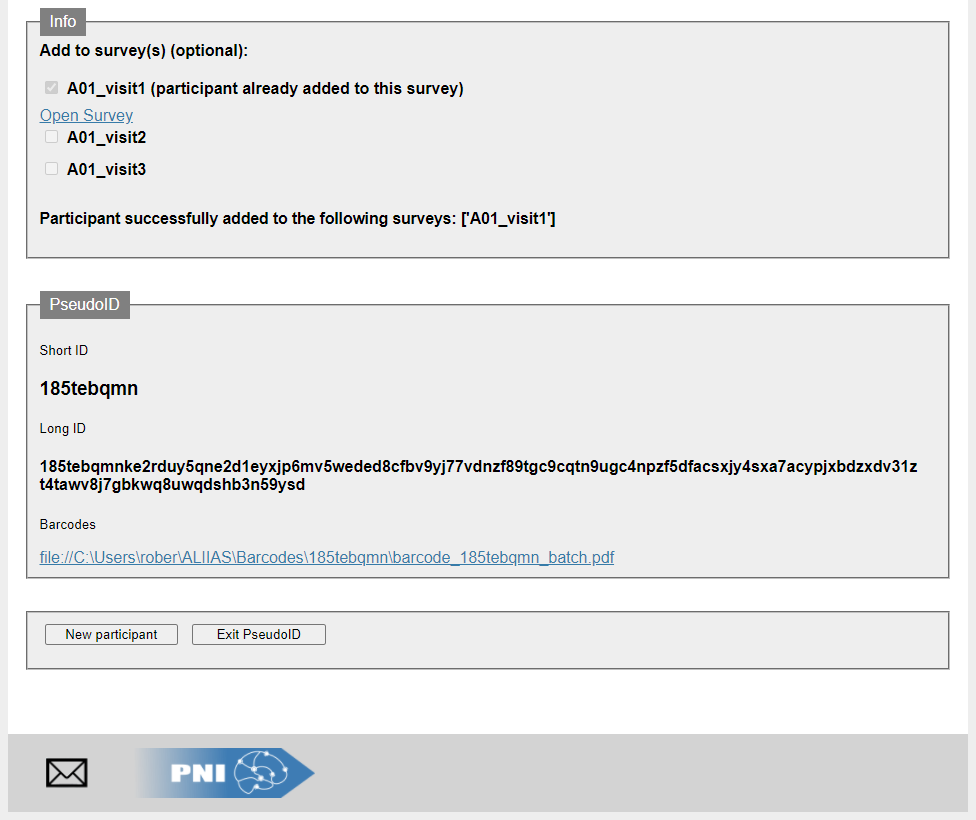 Info
Add to survey(s) (optional):
A01_visit1 (participant already added to this survey)
Open Survey
A01_visit2
A01_visit3
Participant successfully added to the following surveys: ['A01_visit1']
PseudoID
Short ID
185tebqmn
Long ID
185tebqmnke2rduy5qne2d1eyxjp6mv5weded8cfbv9yj77vdnzf89tgc9cqtn9ugc4npzf5dfacsxjy4sxa7acypjxbdzxdv31z
t4tawv8j7gbkwq8uwqdshb3n59ysd
Barcodes
file://C:\Users\rober\ALIIAS\Barcodes\185tebqmn\barcode_185tebqmn_batch.pdf
New participant Exit PseudoID
PNI